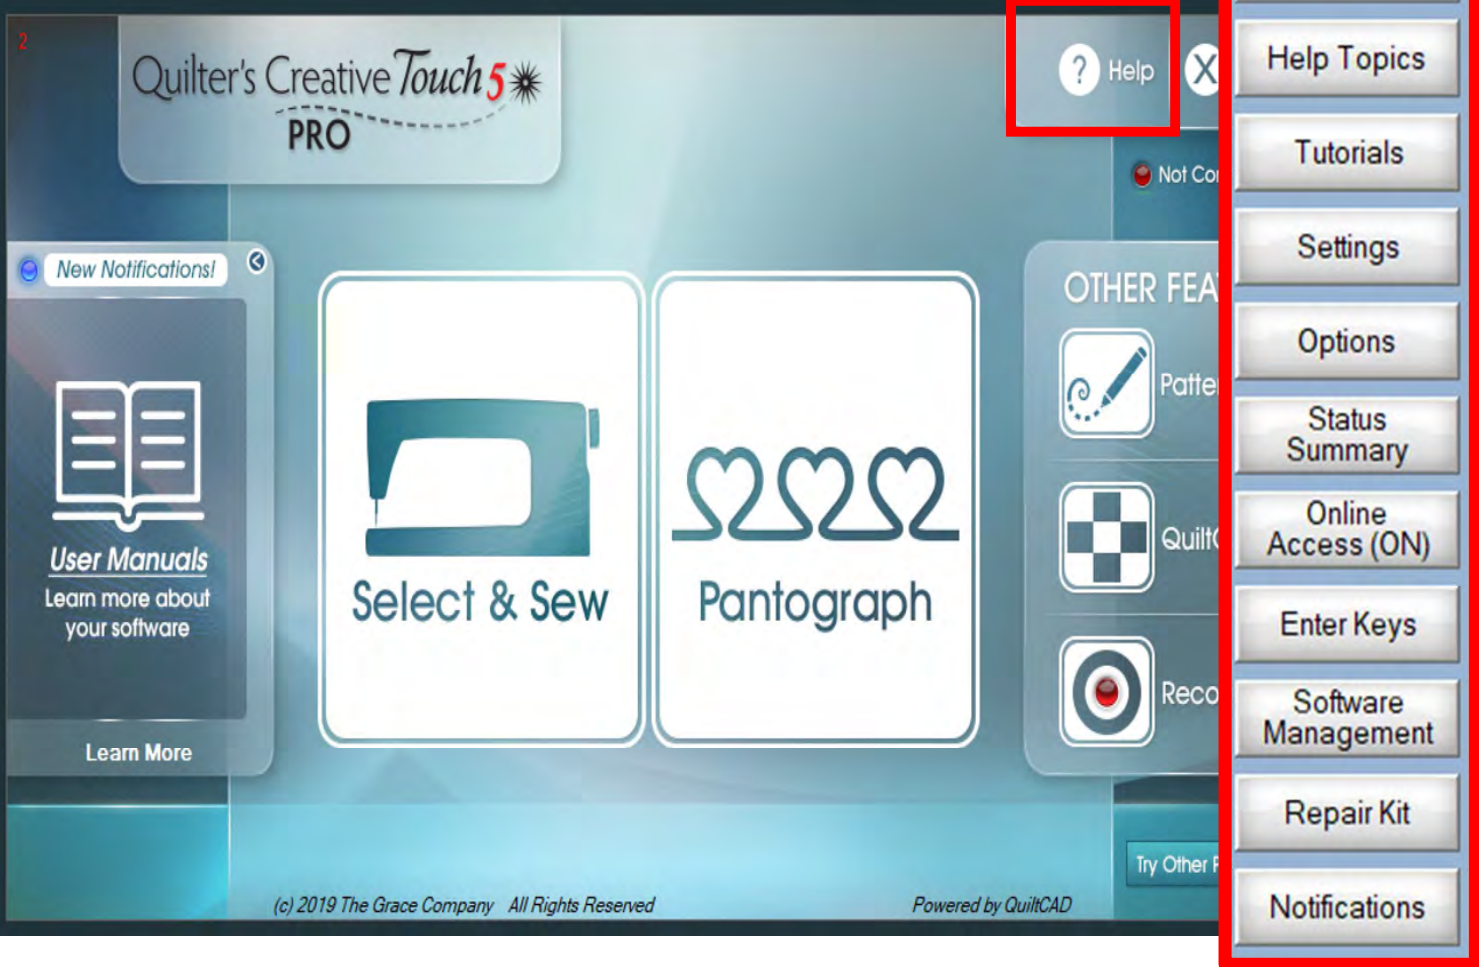 2
Quilter's Creative Touch 5
PRO
? Help X
Not Con
New Notifications!
User Manuals
Learn more about
your software
Learn More
Select & Sew
Pantograph
OTHER FEA
Patte
Quilt
Reco
Try Other
(c) 2019 The Grace Company All Rights Reserved
Powered by QuiltCAD
Help Topics
Tutorials
Settings
Options
Status
Summary
Online
Access (ON)
Enter Keys
Software
Management
Repair Kit
Notifications